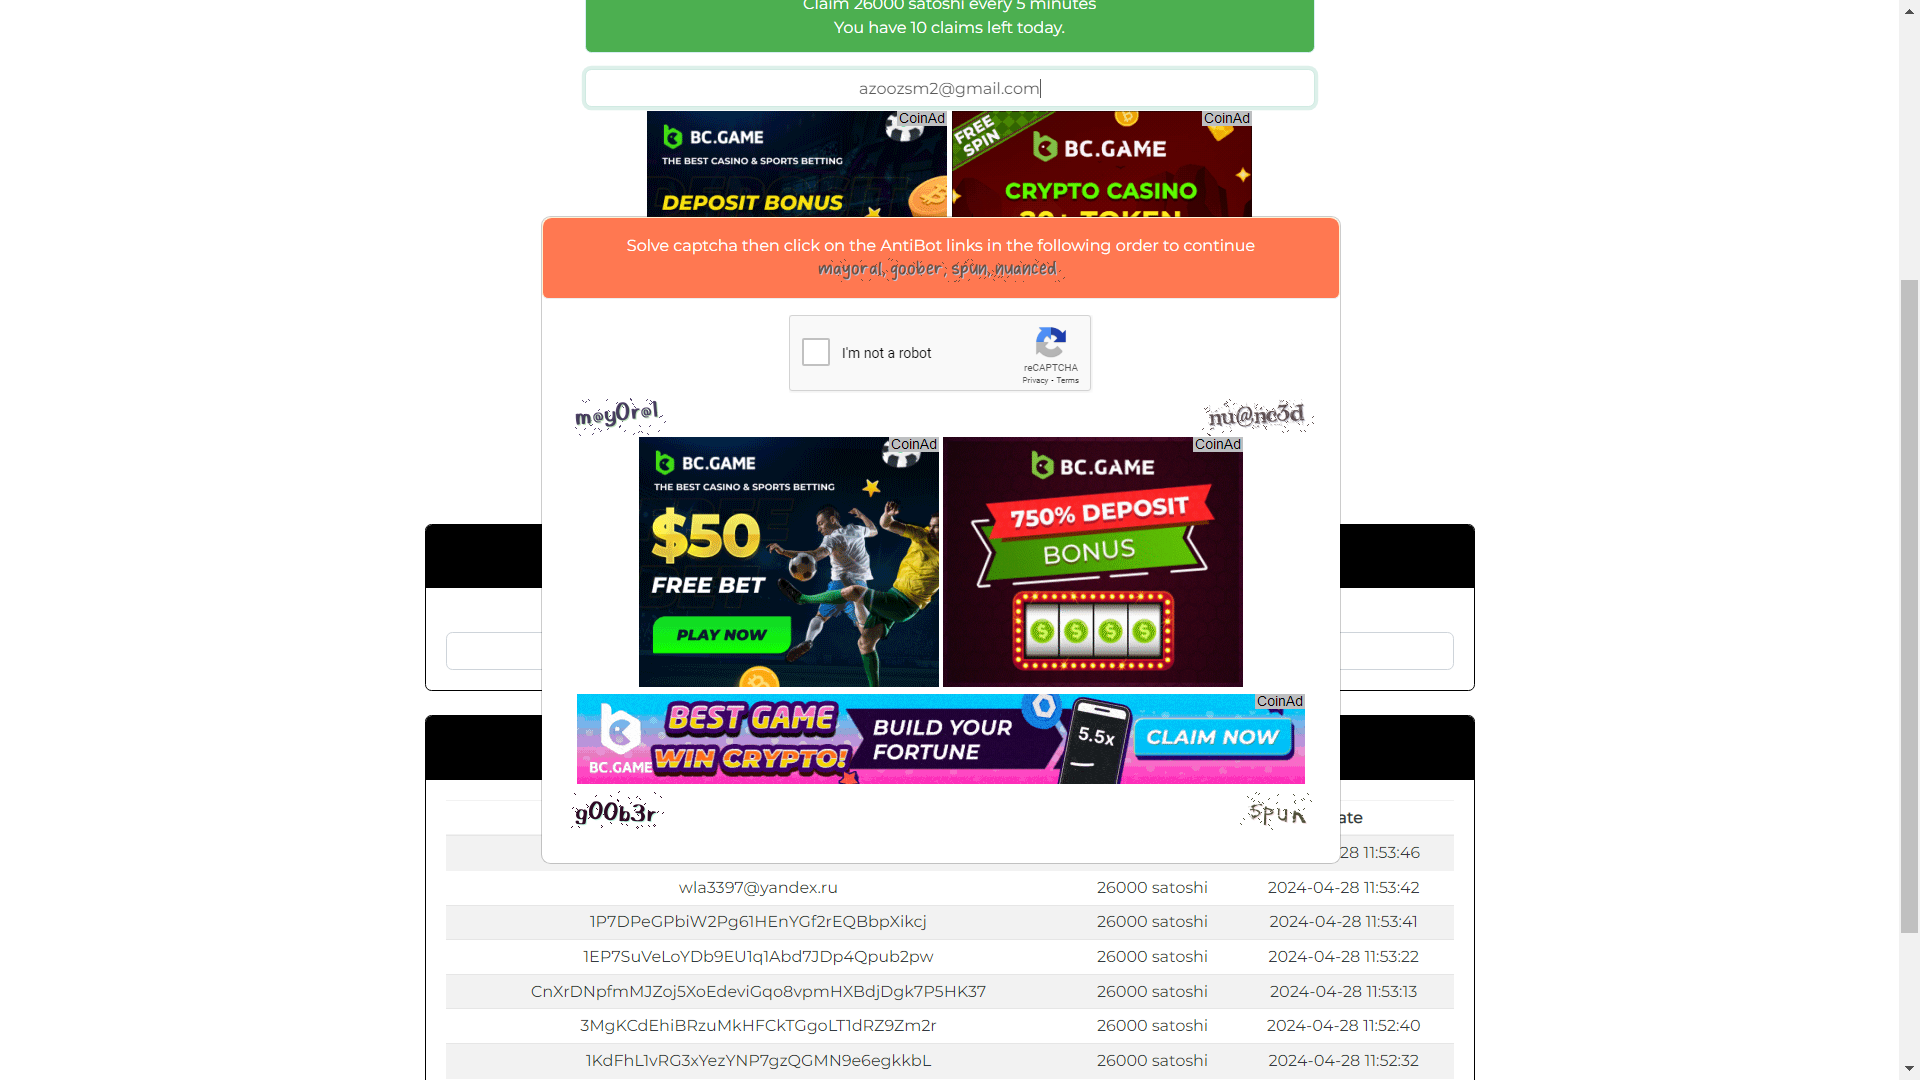 Claim 26000 satoshi every 5 minutes
You have 10 claims left today.
azoozsm2@gmail.com
CoinAd
BC.GAME
THE BEST CASINO & SPORTS BETTING
DEPOSIT BONUS
CoinAd
FREE SPIN
BC.GAME
CRYPTO CASINO
20+ TOKEN
Solve captcha then click on the AntiBot links in the following order to continue
mayoral, goober, spun, nuanced
I'm not a robot
reCAPTCHA
Privacy - Terms
m@y0r@l
nu@nc3d
CoinAd
BC.GAME
THE BEST CASINO & SPORTS BETTING
$50
FREE BET
PLAY NOW
CoinAd
BC.GAME
750% DEPOSIT
BONUS
CoinAd
BC.GAME
BEST GAME
WIN CRYPTO!
BUILD YOUR
FORTUNE
5.5x
CLAIM NOW
g00b3r
5pun
ate
28 11:53:46
wla3397@yandex.ru 26000 satoshi 2024-04-28 11:53:42
1P7DPeGPbiW2Pg61HEnYGf2rEQBbpXikcj 26000 satoshi 2024-04-28 11:53:41
1EP7SuVeLoYDb9EU1q1Abd7JDp4Qpub2pw 26000 satoshi 2024-04-28 11:53:22
CnXrDNpfmMJZoj5XoEdeviGqo8vpmHXBdjDgk7P5HK37 26000 satoshi 2024-04-28 11:53:13
3MgKCdEhiBRzuMkHFCkTGgoLT1dRZ9Zm2r 26000 satoshi 2024-04-28 11:52:40
1KdFhL1vRG3xYezYNP7gzQGMN9e6egkkbL 26000 satoshi 2024-04-28 11:52:32